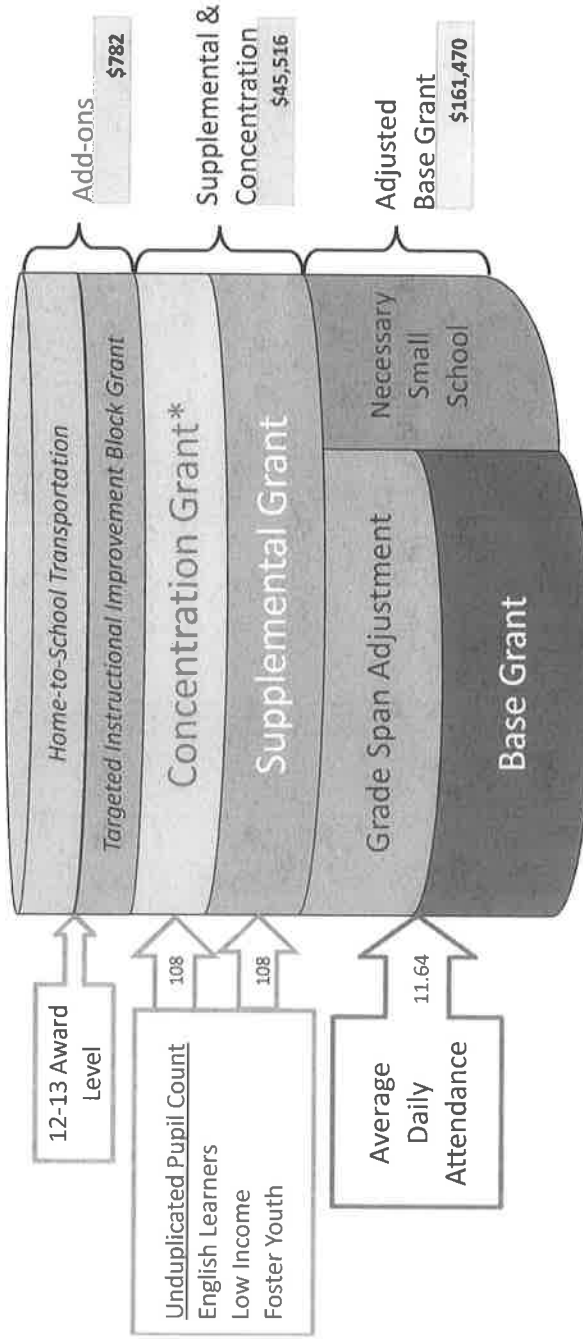 12-13 Award
Level
Unduplicated Pupil Count
English Learners
Low Income
Foster Youth
108
108
Average
Daily
Attendance
11.64
Home-to-School Transportation
Targeted Instructional Improvement Block Grant
Concentration Grant*
Supplemental Grant
Grade Span Adjustment
Base Grant
Necessary
Small
School
Add-ons
$782
Supplemental &
Concentration
$45,516
Adjusted
Base Grant
$161,470